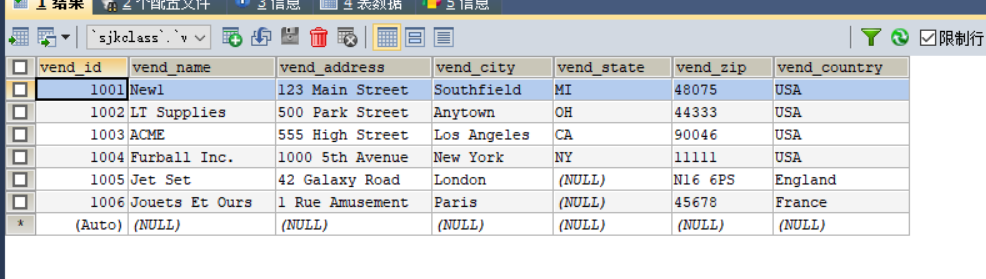 1 结果 2 个配置文件 3 信息 4 表数据 5 信息
`sjkclass`.`v 限制行
vend_id vend_name vend_address vend_city vend_state vend_zip vend_country
1001 New1 123 Main Street Southfield MI 48075 USA
1002 LT Supplies 500 Park Street Anytown OH 44333 USA
1003 ACME 555 High Street Los Angeles CA 90046 USA
1004 Furball Inc. 1000 5th Avenue New York NY 11111 USA
1005 Jet Set 42 Galaxy Road London (NULL) N16 6PS England
1006 Jouets Et Ours 1 Rue Amusement Paris (NULL) 45678 France
* (Auto) (NULL) (NULL) (NULL) (NULL) (NULL) (NULL)